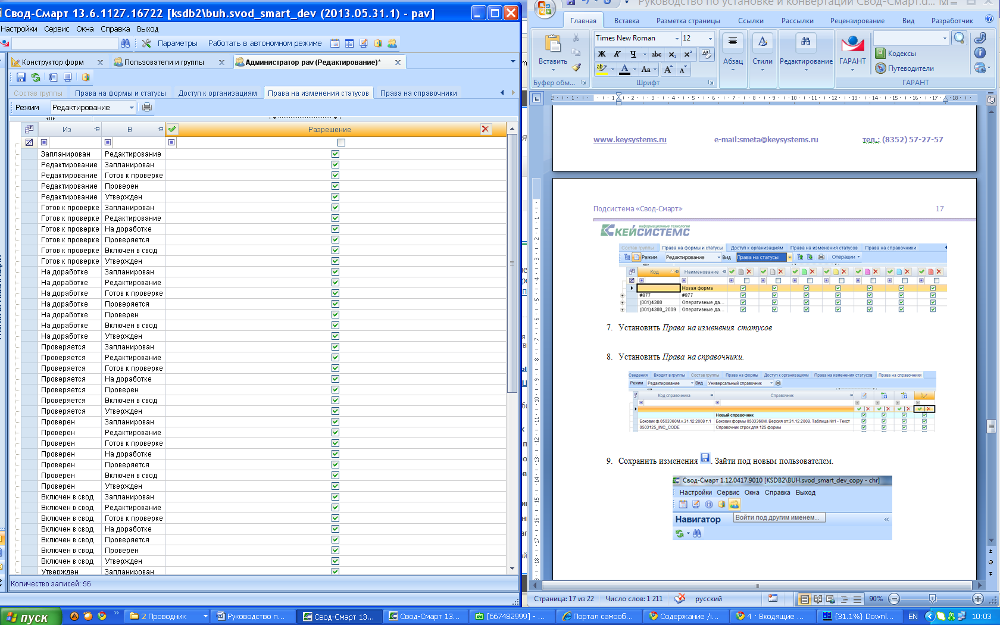 Свод-Смарт 13.6.1127.16722 [ksdb2\buh.svod_smart_dev (2013.05.31.1) - pav]
Настройки Сервис Окна Справка Выход
Параметры Работать в автономном режиме
Конструктор форм Пользователи и группы Администратор pav (Редактирование)*
Состав группы Права на формы и статусы Доступ к организациям Права на изменения статусов Права на справочники
Режим Редактирование
Из В Разрешение
Запланирован Редактирование
Редактирование Запланирован
Редактирование Готов к проверке
Редактирование Проверен
Редактирование Утвержден
Готов к проверке Запланирован
Готов к проверке Редактирование
Готов к проверке На доработке
Готов к проверке Проверяется
Готов к проверке Включен в свод
Готов к проверке Утвержден
На доработке Запланирован
На доработке Редактирование
На доработке Готов к проверке
На доработке Проверяется
На доработке Проверен
На доработке Включен в свод
На доработке Утвержден
Проверяется Запланирован
Проверяется Редактирование
Проверяется Готов к проверке
Проверяется На доработке
Проверяется Проверен
Проверяется Включен в свод
Проверяется Утвержден
Проверен Запланирован
Проверен Редактирование
Проверен Готов к проверке
Проверен На доработке
Проверен Проверяется
Проверен Включен в свод
Проверен Утвержден
Включен в свод Запланирован
Включен в свод Редактирование
Включен в свод Готов к проверке
Включен в свод На доработке
Включен в свод Проверяется
Включен в свод Проверен
Включен в свод Утвержден
Утвержден Запланирован
Количество записей: 56
Руководство по установке и конвертации Свод-Смарт.d... M
Главная Вставка Разметка страницы Ссылки Рассылки Рецензирование Вид Разработчик
Times New Roman 12
Вставить Абзац Стили Редактирование ГАРАНТ Кодексы
Путеводители
Буфер обм... Шрифт ГАРАНТ
www.keysystems.ru e-mail:smeta@keysystems.ru тел.: (8352) 57-27-57
Подсистема «Свод-Смарт» 17
информационные технологии
КЕЙСИСТЕМС
Состав группы Права на формы и статусы Доступ к организациям Права на изменения статусов Права на справочники
Режим Редактирование Вид Права на статусы Операции
Код Наименование
Новая форма
#877 #877
(001)4300 Оперативные да...
(001)4300_2009 Оперативные да...
7. Установить Права на изменения статусов
8. Установить Права на справочники.
Сведения Входит в группы Состав группы Права на формы Доступ к организациям Права на изменения статусов Права на справочники
Режим Редактирование Вид Универсальный справочник
Код справочника Справочник
Новый справочник
Боковик ф.0503360М.v.31.12.2008 т.1 Боковик формы 0503360М. Версия от.31.12.2008. Таблица №1 - Текст
0503125_INC_CODE Справочник строк для 125 формы
9. Сохранить изменения . Зайти под новым пользователем.
Свод-Смарт 1.12.0417.9010 [KSDB2\BUH.svod_smart_dev_copy - chr]
Настройки Сервис Окна Справка Выход
Навигатор Войти под другим именем...
Страница: 17 из 22 Число слов: 1 211 русский 90%
пуск 2 Проводник Руководство п... Свод-Смарт 13... Свод-Смарт 13... [667482999] - ... Портал самооб... Содержание /i... 4 · Входящие ... {31.1%} Downl... EN 10:03